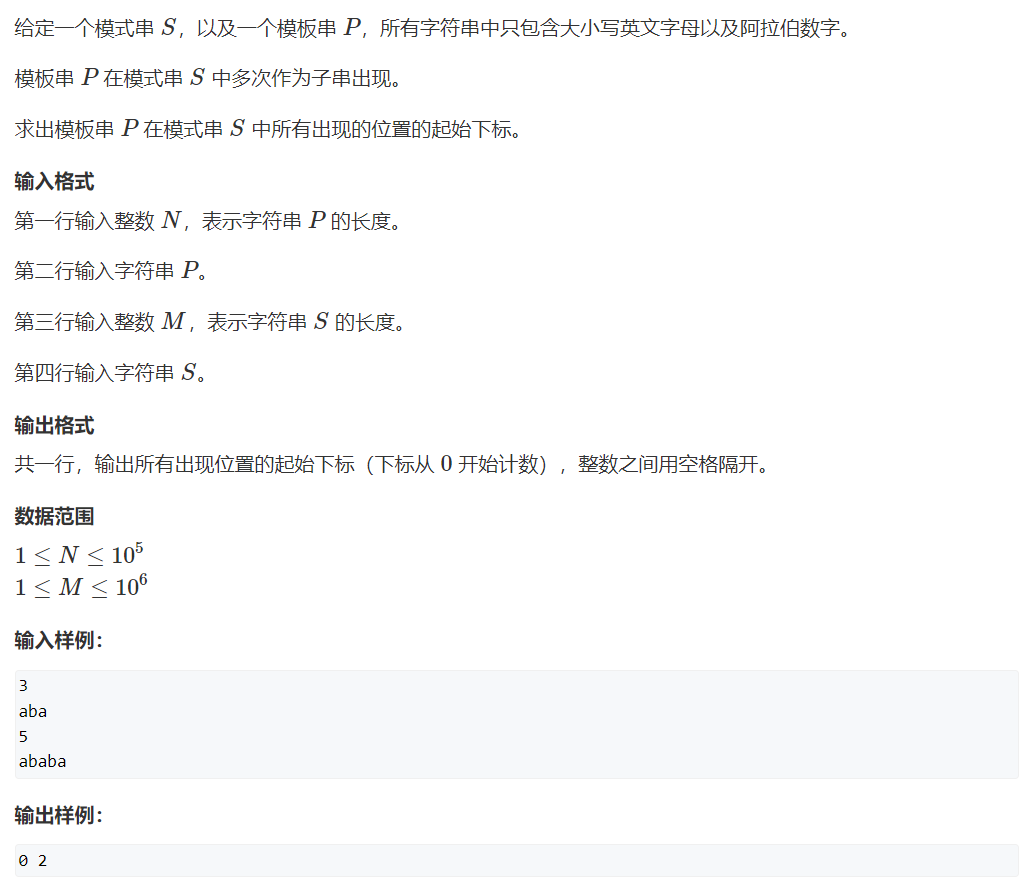 给定一个模式串 S，以及一个模板串 P，所有字符串中只包含大小写英文字母以及阿拉伯数字。
模板串 P 在模式串 S 中多次作为子串出现。
求出模板串 P 在模式串 S 中所有出现的位置的起始下标。
输入格式
第一行输入整数 N，表示字符串 P 的长度。
第二行输入字符串 P。
第三行输入整数 M，表示字符串 S 的长度。
第四行输入字符串 S。
输出格式
共一行，输出所有出现位置的起始下标（下标从 0 开始计数），整数之间用空格隔开。
数据范围
1 ≤ N ≤ 10⁵
1 ≤ M ≤ 10⁶
输入样例：
3
aba
5
ababa
输出样例：
0 2